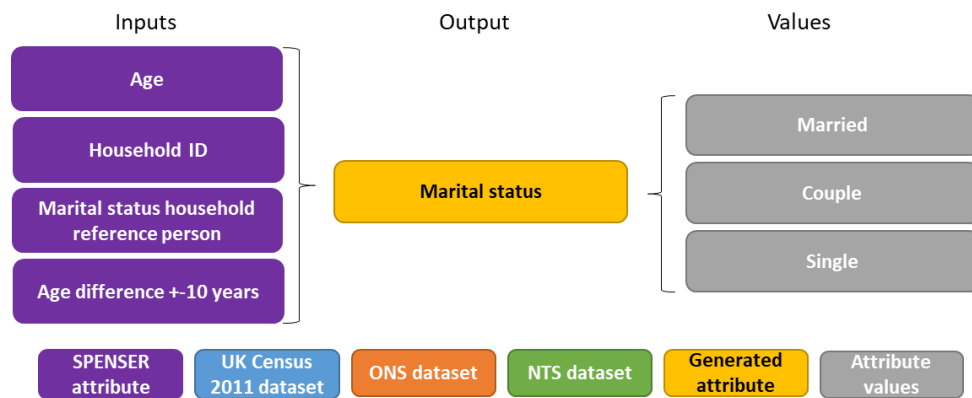 Inputs
Output
Values
Age
Household ID
Marital status household
reference person
Age difference +-10 years
Marital status
Married
Couple
Single
SPENSER
attribute
UK Census
2011 dataset
ONS dataset
NTS dataset
Generated
attribute
Attribute
values